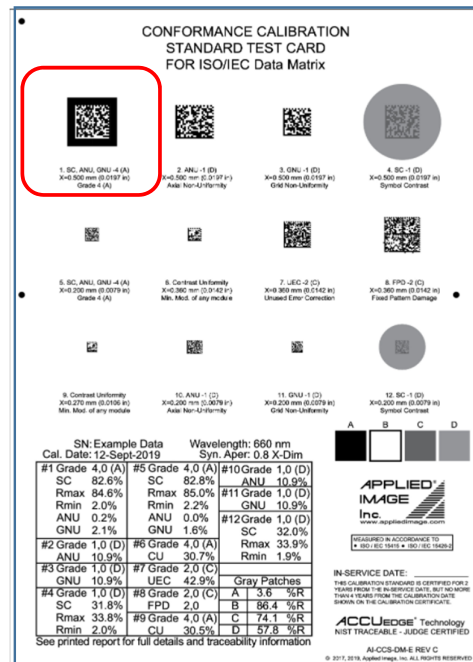 CONFORMANCE CALIBRATION
STANDARD TEST CARD
FOR ISO/IEC Data Matrix
1. SC, ANU, GNU -4 (A)
X=0.500 mm (0.0197 in)
Grade 4 (A)
2. ANU -1 (D)
X=0.500 mm (0.0197 in)
Axial Non-Uniformity
3. GNU -1 (D)
X=0.500 mm (0.0197 in)
Grid Non-Uniformity
4. SC -1 (D)
X=0.500 mm (0.0197 in)
Symbol Contrast
5. SC, ANU, GNU -4 (A)
X=0.200 mm (0.0079 in)
Grade 4 (A)
6. Contrast Uniformity
X=0.360 mm (0.0142 in)
Min. Mod. of any module
7. UEC -2 (C)
X=0.360 mm (0.0142 in)
Unused Error Correction
8. FPD -2 (C)
X=0.360 mm (0.0142 in)
Fixed Pattern Damage
9. Contrast Uniformity
X=0.270 mm (0.0106 in)
Min. Mod. of any module
10. ANU -1 (D)
X=0.200 mm (0.0079 in)
Axial Non-Uniformity
11. GNU -1 (D)
X=0.200 mm (0.0079 in)
Grid Non-Uniformity
12. SC -1 (D)
X=0.200 mm (0.0079 in)
Symbol Contrast
A B C D
SN: Example Data Wavelength: 660 nm
Cal. Date: 12-Sept-2019 Syn. Aper: 0.8 X-Dim
#1 Grade 4,0 (A)
SC 82.6%
Rmax 84.6%
Rmin 2.0%
ANU 0.2%
GNU 2.1%
#2 Grade 1,0 (D)
ANU 10.9%
#3 Grade 1,0 (D)
GNU 10.9%
#4 Grade 1,0 (D)
SC 31.8%
Rmax 33.8%
Rmin 2.0%
#5 Grade 4,0 (A)
SC 82.8%
Rmax 85.0%
Rmin 2.2%
ANU 0.0%
GNU 1.6%
#6 Grade 4,0 (A)
CU 30.7%
#7 Grade 2,0 (C)
UEC 42.9%
#8 Grade 2,0 (C)
FPD 2,0
#9 Grade 4,0 (A)
CU 30.5%
#10 Grade 1,0 (D)
ANU 10.9%
#11 Grade 1,0 (D)
GNU 10.9%
#12 Grade 1,0 (D)
SC 32.0%
Rmax 33.9%
Rmin 1.9%
Gray Patches
A 3.6 %R
B 86.4 %R
C 74.1 %R
D 57.8 %R
See printed report for full details and traceability information
APPLIED
IMAGE
Inc.
www.appliedimage.com
MEASURED IN ACCORDANCE TO
• ISO / IEC 15415 • ISO / IEC 15426-2
IN-SERVICE DATE:
THIS CALIBRATION STANDARD IS CERTIFIED FOR 2
YEARS FROM THE IN-SERVICE DATE, BUT NO MORE
THAN 4 YEARS FROM THE CALIBRATION DATE
SHOWN ON THE CALIBRATION CERTIFICATE.
ACCUEDGE® Technology
NIST TRACEABLE - JUDGE CERTIFIED
AI-CCS-DM-E REV C
© 2017, 2019, Applied Image, Inc. ALL RIGHTS RESERVED